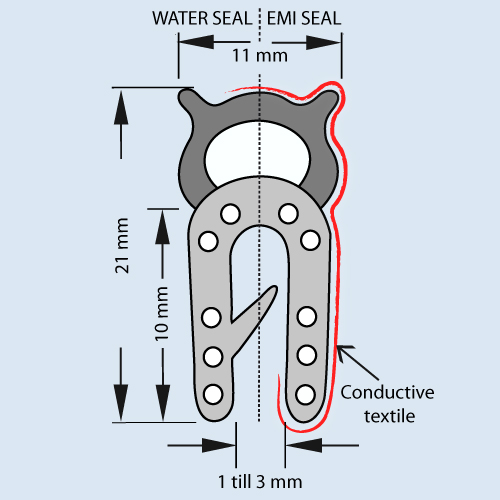 WATER SEAL EMI SEAL
11 mm
21 mm
10 mm
Conductive
textile
1 till 3 mm